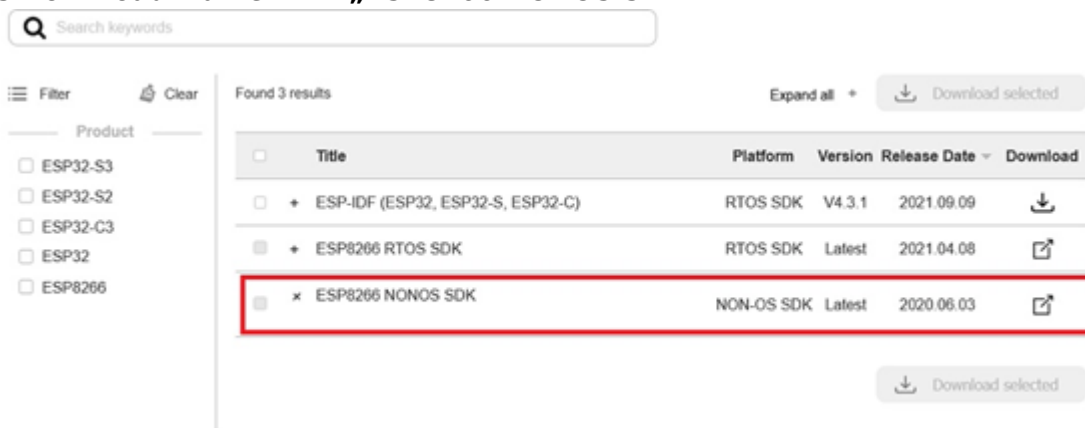 Search keywords
Filter Clear Found 3 results Expand all + Download selected
Product
ESP32-S3
ESP32-S2
ESP32-C3
ESP32
ESP8266
Title Platform Version Release Date Download
+ ESP-IDF (ESP32, ESP32-S, ESP32-C) RTOS SDK V4.3.1 2021.09.09
+ ESP8266 RTOS SDK RTOS SDK Latest 2021.04.08
× ESP8266 NONOS SDK NON-OS SDK Latest 2020.06.03
Download selected